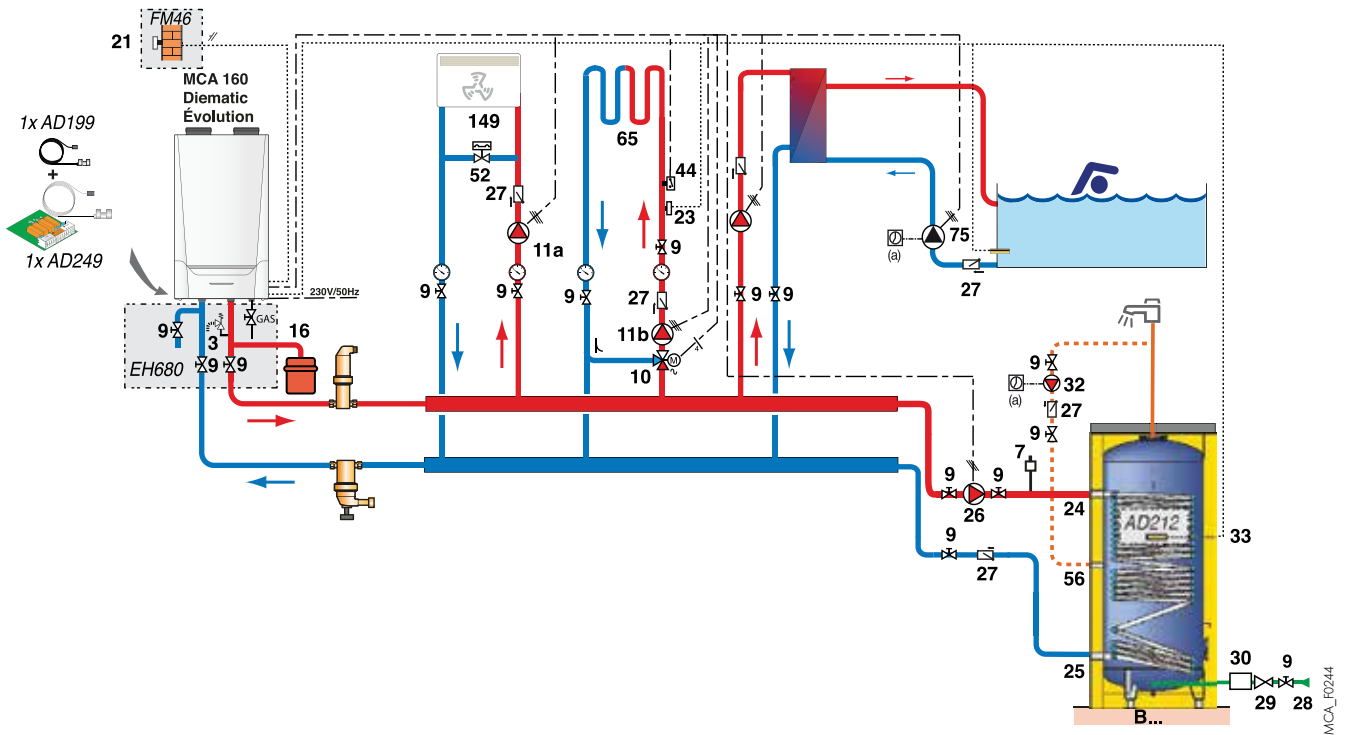 FM46
21
MCA 160
Diematic
Évolution
1x AD199
+
1x AD249
230V/50Hz
GAS
9
3
16
EH680
9
9
149
52
27
11a
9
9
65
44
23
9
27
11b
M
10
9
9
9
75
(a)
27
9
32
(a)
27
9
7
9
9
26
24
AD212
33
9
27
56
25
30
9
29
28
B...
MCA_F0244